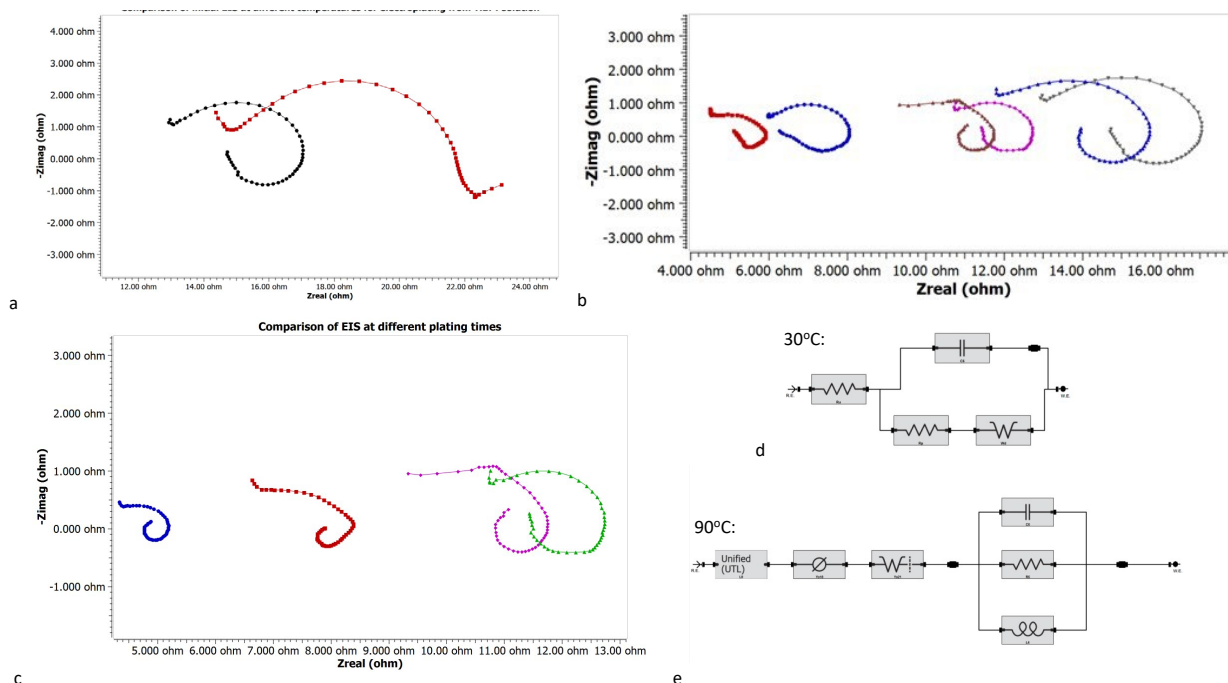 4.000 ohm
3.000 ohm
2.000 ohm
1.000 ohm
0.000 ohm
-1.000 ohm
-2.000 ohm
-3.000 ohm
-Zimag (ohm)
12.00 ohm 14.00 ohm 16.00 ohm 18.00 ohm 20.00 ohm 22.00 ohm 24.00 ohm
Zreal (ohm)
a
3.000 ohm
2.000 ohm
1.000 ohm
0.000 ohm
-1.000 ohm
-2.000 ohm
-3.000 ohm
-Zimag (ohm)
4.000 ohm 6.000 ohm 8.000 ohm 10.00 ohm 12.00 ohm 14.00 ohm 16.00 ohm
Zreal (ohm)
b
Comparison of EIS at different plating times
3.000 ohm
2.000 ohm
1.000 ohm
0.000 ohm
-1.000 ohm
-Zimag (ohm)
5.000 ohm 6.000 ohm 7.000 ohm 8.000 ohm 9.000 ohm 10.00 ohm 11.00 ohm 12.00 ohm 13.00 ohm
Zreal (ohm)
c
30°C:
R.E.
W.E.
d
90°C:
Unified
(UTL)
R.E.
W.E.
e